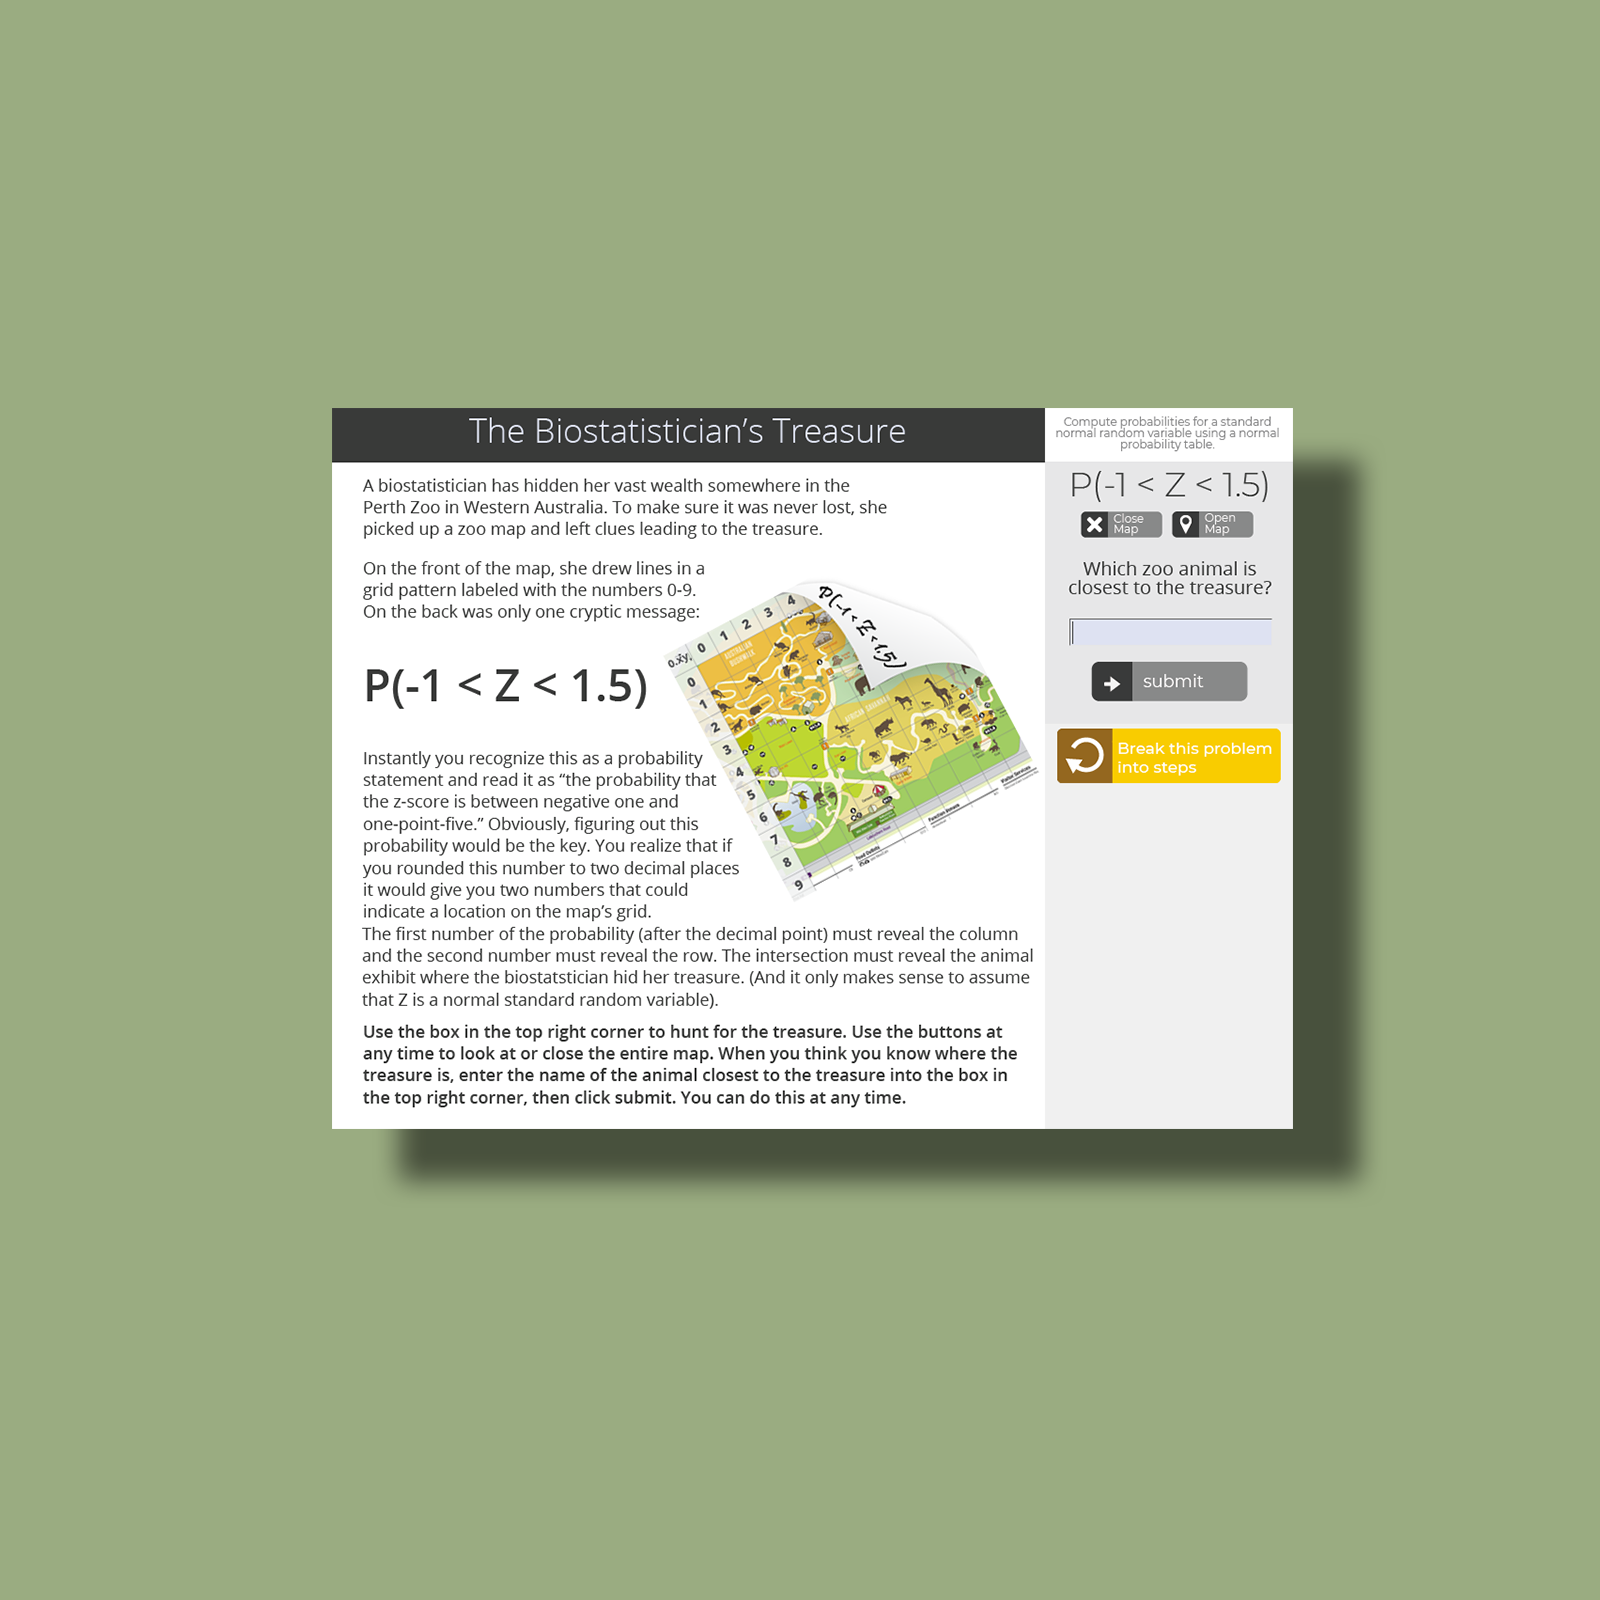 The Biostatistician’s Treasure
A biostatistician has hidden her vast wealth somewhere in the
Perth Zoo in Western Australia. To make sure it was never lost, she
picked up a zoo map and left clues leading to the treasure.
On the front of the map, she drew lines in a
grid pattern labeled with the numbers 0-9.
On the back was only one cryptic message:
P(-1 < Z < 1.5)
Instantly you recognize this as a probability
statement and read it as “the probability that
the z-score is between negative one and
one-point-five.” Obviously, figuring out this
probability would be the key. You realize that if
you rounded this number to two decimal places
it would give you two numbers that could
indicate a location on the map’s grid.
The first number of the probability (after the decimal point) must reveal the column
and the second number must reveal the row. The intersection must reveal the animal
exhibit where the biostatstician hid her treasure. (And it only makes sense to assume
that Z is a normal standard random variable).
Use the box in the top right corner to hunt for the treasure. Use the buttons at
any time to look at or close the entire map. When you think you know where the
treasure is, enter the name of the animal closest to the treasure into the box in
the top right corner, then click submit. You can do this at any time.
0.xy
0 1 2 3 4
0
1
2
3
4
5
6
7
8
9
P(-1 < Z < 1.5)
AUSTRALIAN
BUSHWALK
AFRICAN SAVANNA
Food Outlets
Function Venues
Visitor Services
Compute probabilities for a standard
normal random variable using a normal
probability table.
P(-1 < Z < 1.5)
Close
Map
Open
Map
Which zoo animal is
closest to the treasure?
submit
Break this problem
into steps